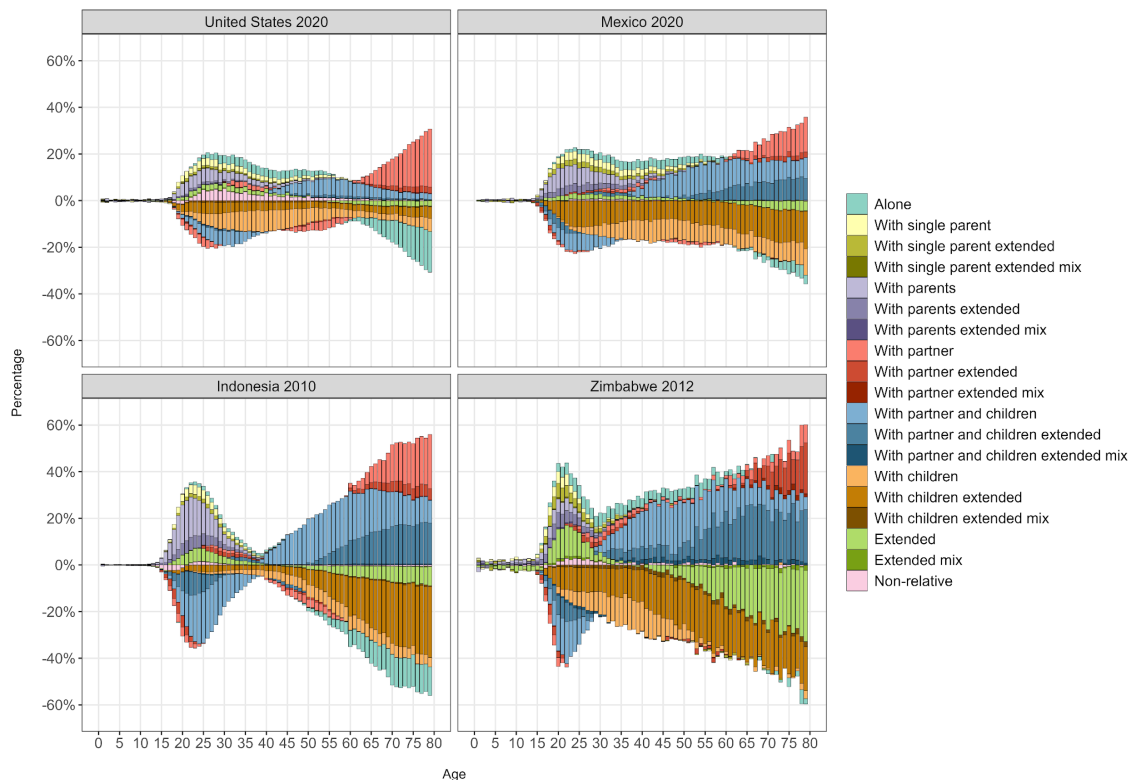 United States 2020
Mexico 2020
60%
40%
20%
0%
-20%
-40%
-60%
Indonesia 2010
Zimbabwe 2012
60%
40%
20%
0%
-20%
-40%
-60%
0 5 10 15 20 25 30 35 40 45 50 55 60 65 70 75 80
0 5 10 15 20 25 30 35 40 45 50 55 60 65 70 75 80
Percentage
Age
Alone
With single parent
With single parent extended
With single parent extended mix
With parents
With parents extended
With parents extended mix
With partner
With partner extended
With partner extended mix
With partner and children
With partner and children extended
With partner and children extended mix
With children
With children extended
With children extended mix
Extended
Extended mix
Non-relative